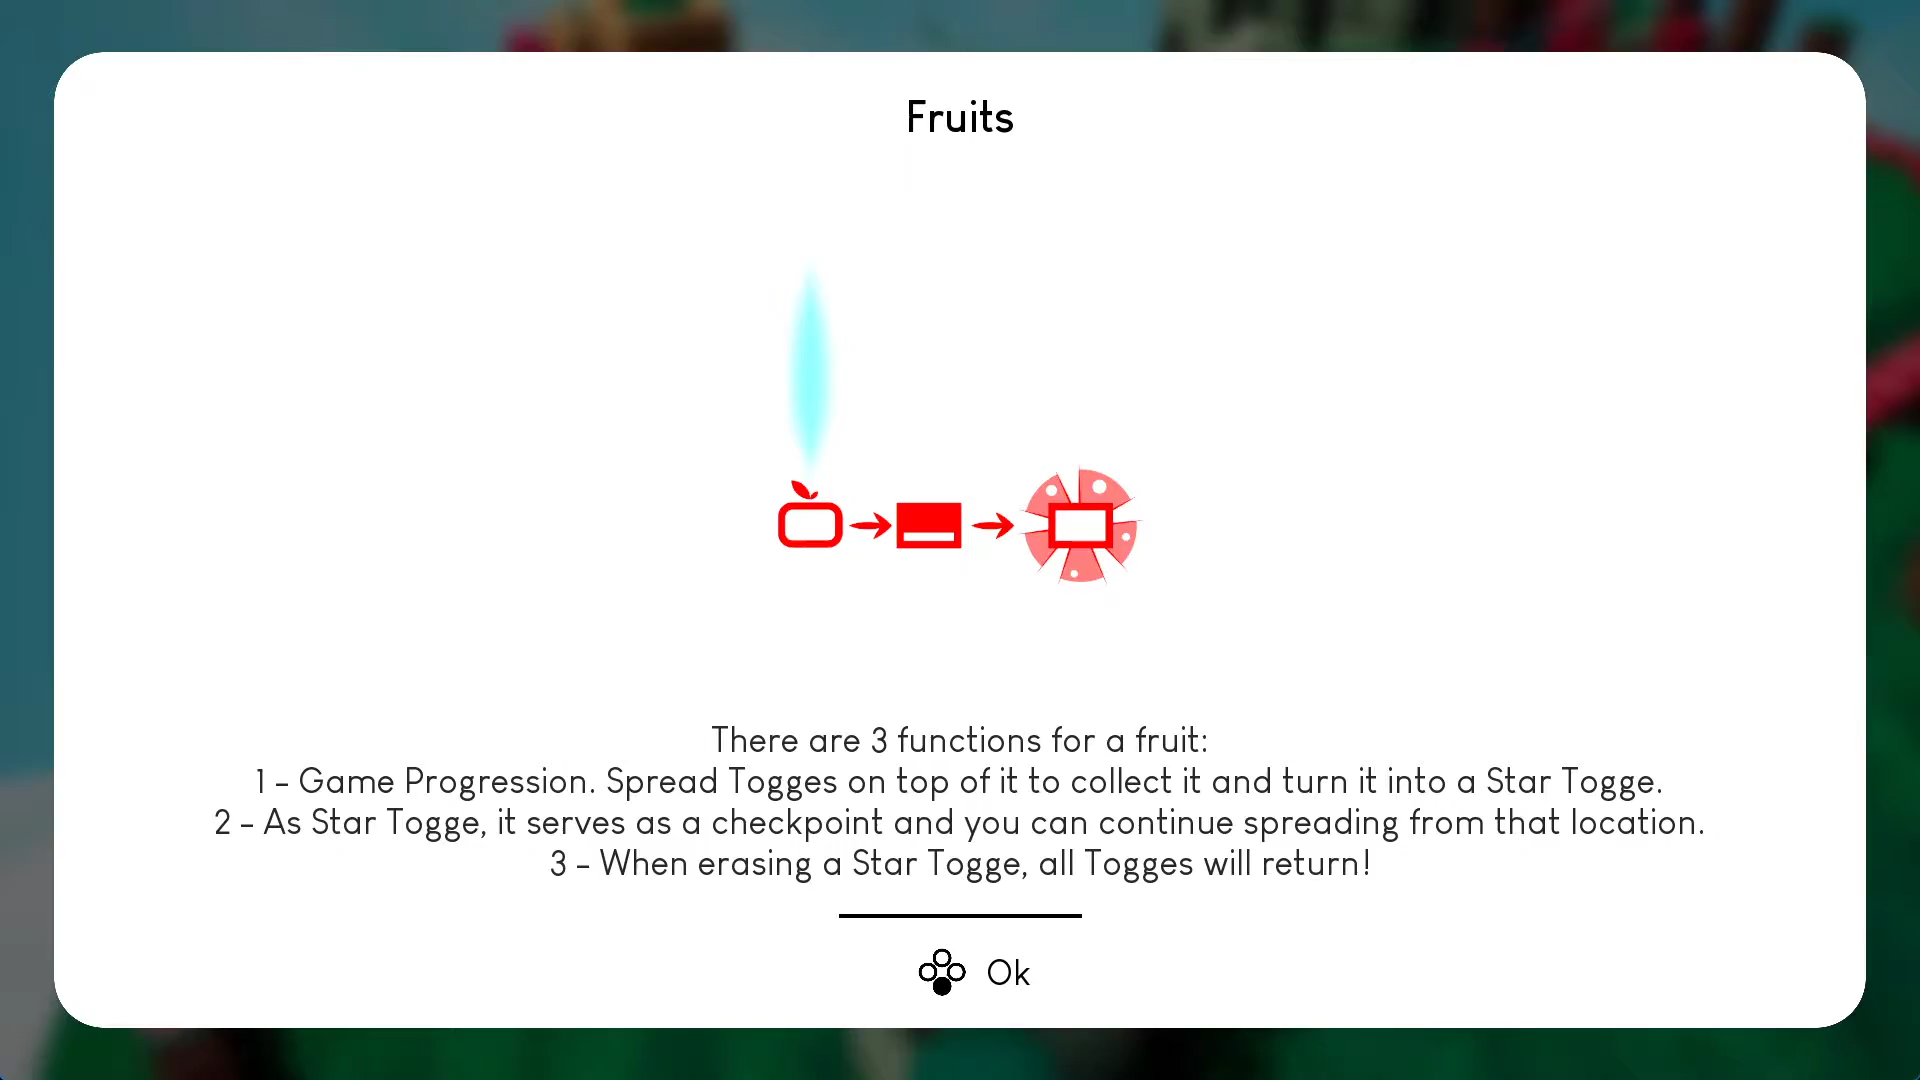 Fruits
There are 3 functions for a fruit:
1 - Game Progression. Spread Togges on top of it to collect it and turn it into a Star Togge.
2 - As Star Togge, it serves as a checkpoint and you can continue spreading from that location.
3 - When erasing a Star Togge, all Togges will return!
Ok